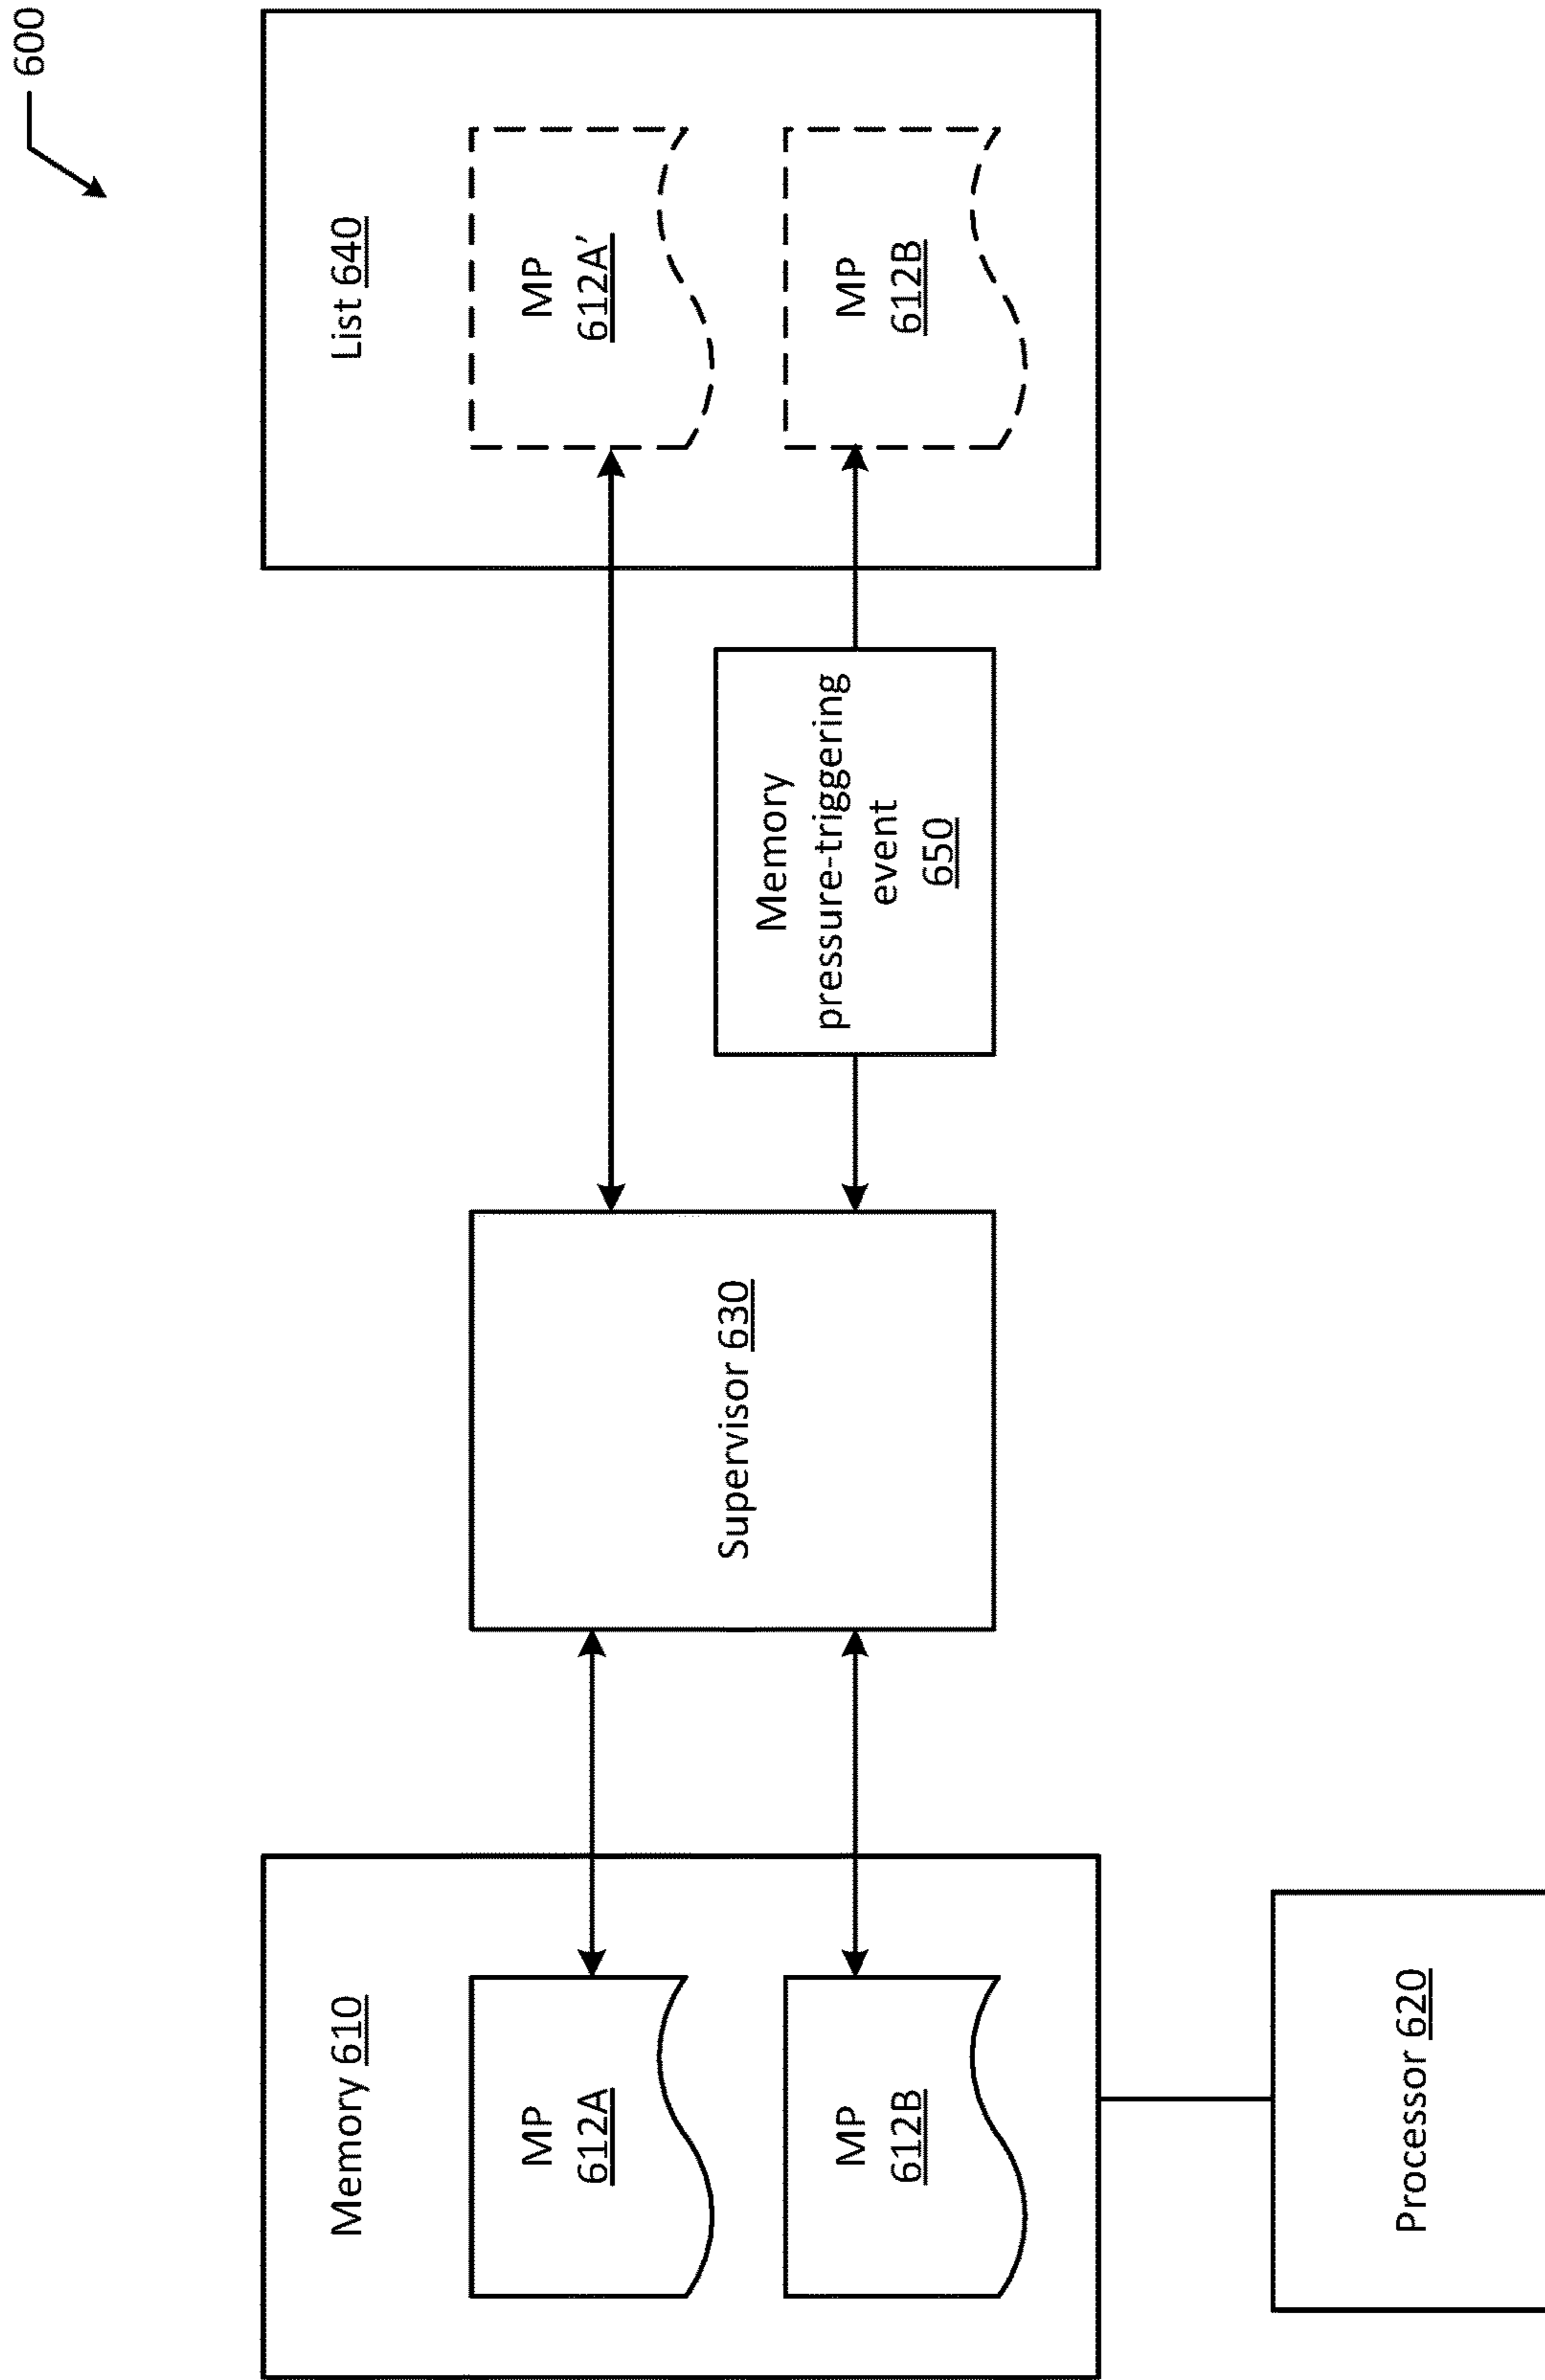 600
Memory 610
MP
612A
MP
612B
Processor 620
Supervisor 630
Memory
pressure-triggering
event
650
List 640
MP
612A’
MP
612B